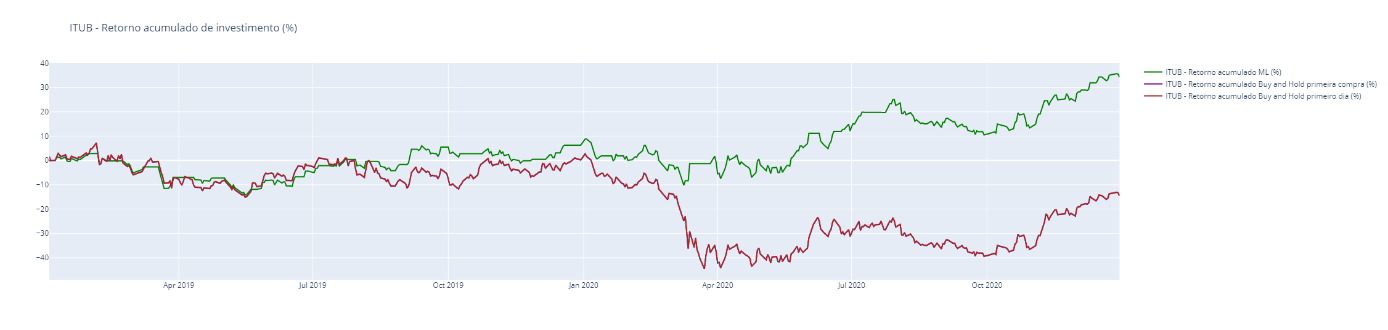 ITUB - Retorno acumulado de investimento (%)
40
30
20
10
0
−10
−20
−30
−40
Apr 2019
Jul 2019
Oct 2019
Jan 2020
Apr 2020
Jul 2020
Oct 2020
ITUB - Retorno acumulado ML (%)
ITUB - Retorno acumulado Buy and Hold primeira compra (%)
ITUB - Retorno acumulado Buy and Hold primeiro dia (%)